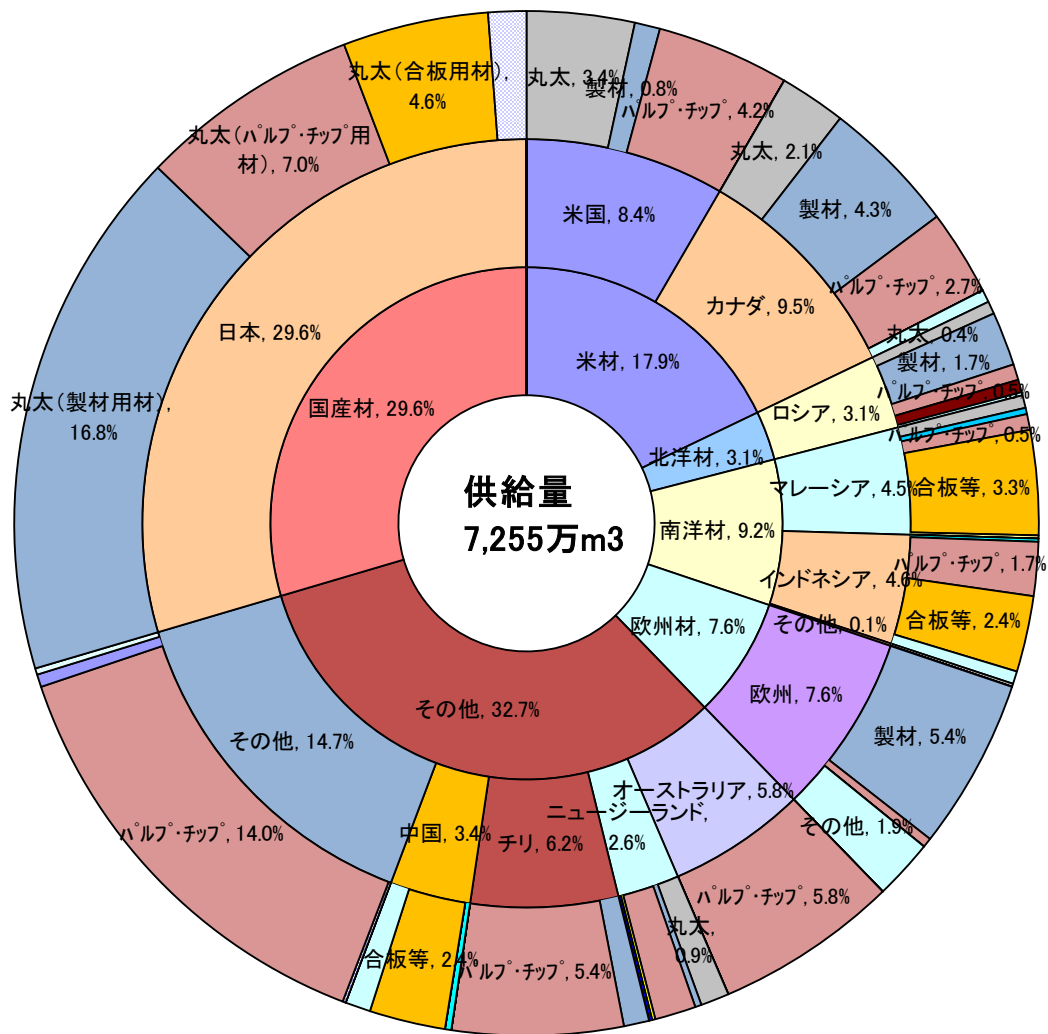 供給量
7,255万m3
米材, 17.9%
北洋材, 3.1%
南洋材, 9.2%
欧州材, 7.6%
その他, 32.7%
国産材, 29.6%
米国, 8.4%
カナダ, 9.5%
ロシア, 3.1%
マレーシア, 4.5%
インドネシア, 4.6%
その他, 0.1%
欧州, 7.6%
オーストラリア, 5.8%
ニュージーランド,
2.6%
チリ, 6.2%
中国, 3.4%
その他, 14.7%
日本, 29.6%
丸太, 3.4%
製材, 0.8%
ﾊﾟﾙﾌﾟ・ﾁｯﾌﾟ, 4.2%
丸太, 2.1%
製材, 4.3%
ﾊﾟﾙﾌﾟ・ﾁｯﾌﾟ, 2.7%
丸太, 0.4%
製材, 1.7%
ﾊﾟﾙﾌﾟ・ﾁｯﾌﾟ, 0.5%
ﾊﾟﾙﾌﾟ・ﾁｯﾌﾟ, 0.5%
合板等, 3.3%
ﾊﾟﾙﾌﾟ・ﾁｯﾌﾟ, 1.7%
合板等, 2.4%
製材, 5.4%
その他, 1.9%
ﾊﾟﾙﾌﾟ・ﾁｯﾌﾟ, 5.8%
丸太,
0.9%
ﾊﾟﾙﾌﾟ・ﾁｯﾌﾟ, 5.4%
合板等, 2.4%
ﾊﾟﾙﾌﾟ・ﾁｯﾌﾟ, 14.0%
丸太(製材用材),
16.8%
丸太(ﾊﾟﾙﾌﾟ・ﾁｯﾌﾟ用
材), 7.0%
丸太(合板用材),
4.6%